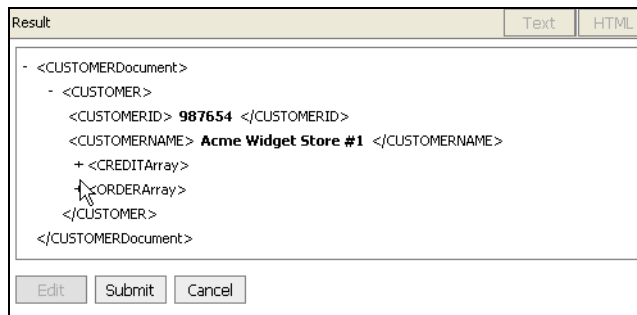 Result Text HTML
- <CUSTOMERDocument>
- <CUSTOMER>
<CUSTOMERID> 987654 </CUSTOMERID>
<CUSTOMERNAME> Acme Widget Store #1 </CUSTOMERNAME>
+ <CREDITArray>
+ <ORDERArray>
</CUSTOMER>
</CUSTOMERDocument>
Edit Submit Cancel